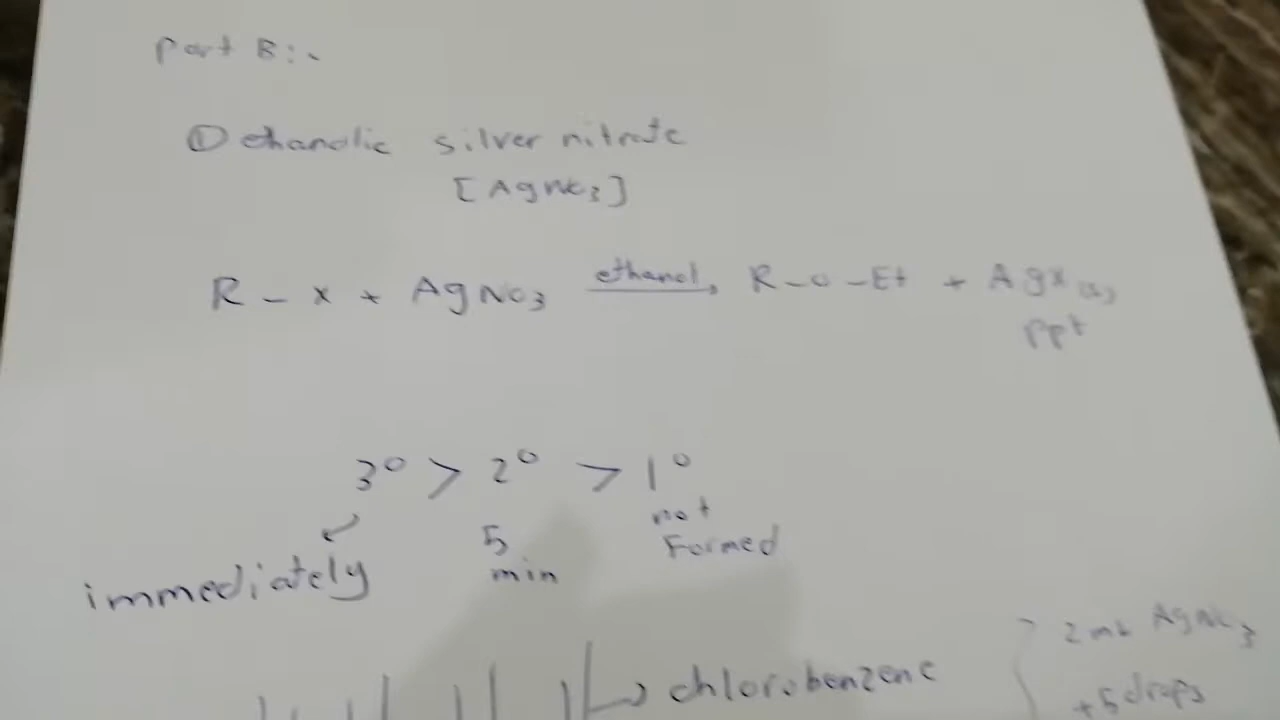 Part B:-
① ethanolic silver nitrate
[AgNO3]
R - X + AgNO3 ethanol R-O-Et + AgX(s)
ppt
3° > 2° > 1°
immediately 5 min not Formed
chlorobenzene
2 mL AgNO3
+5 drops